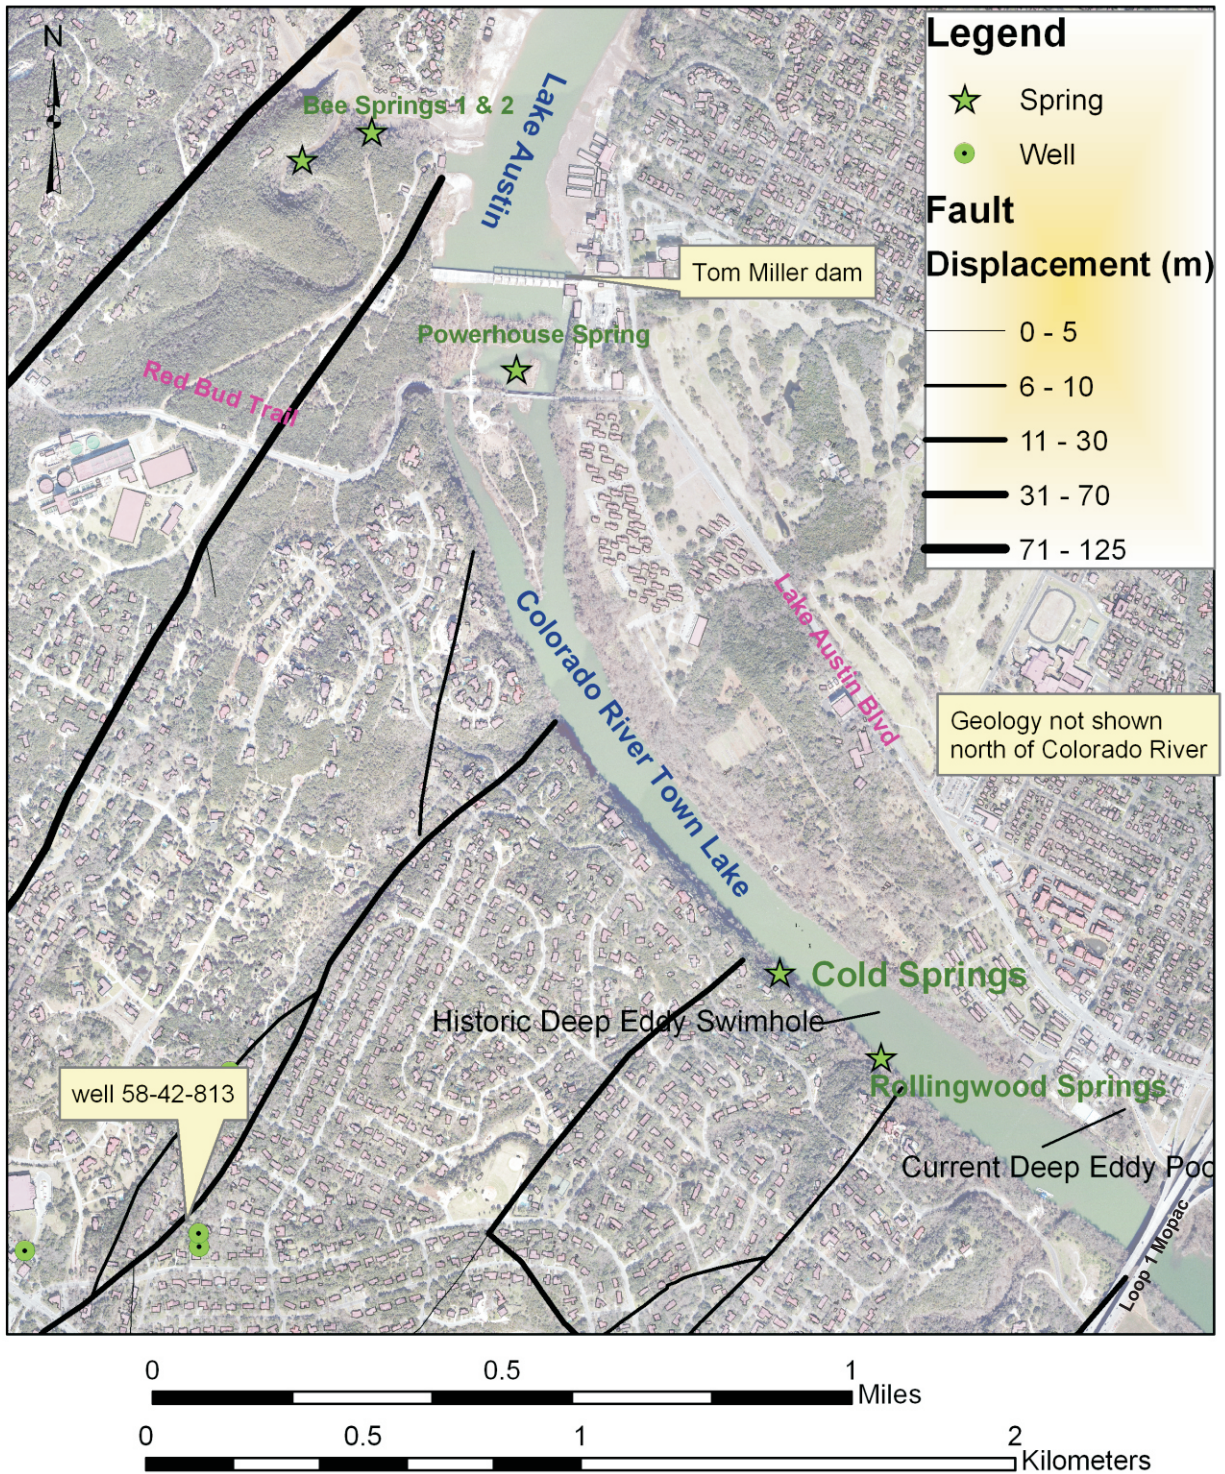 N
Bee Springs 1 & 2
Lake Austin
Legend
Spring
Well
Fault
Displacement (m)
0 - 5
6 - 10
11 - 30
31 - 70
71 - 125
Tom Miller dam
Powerhouse Spring
Red Bud Trail
Colorado River Town Lake
Lake Austin Blvd
Geology not shown
north of Colorado River
Cold Springs
Historic Deep Eddy Swimhole
Rollingwood Springs
well 58-42-813
Current Deep Eddy Poo
Loop 1 Mopac
0 0.5 1
Miles
0 0.5 1 2
Kilometers